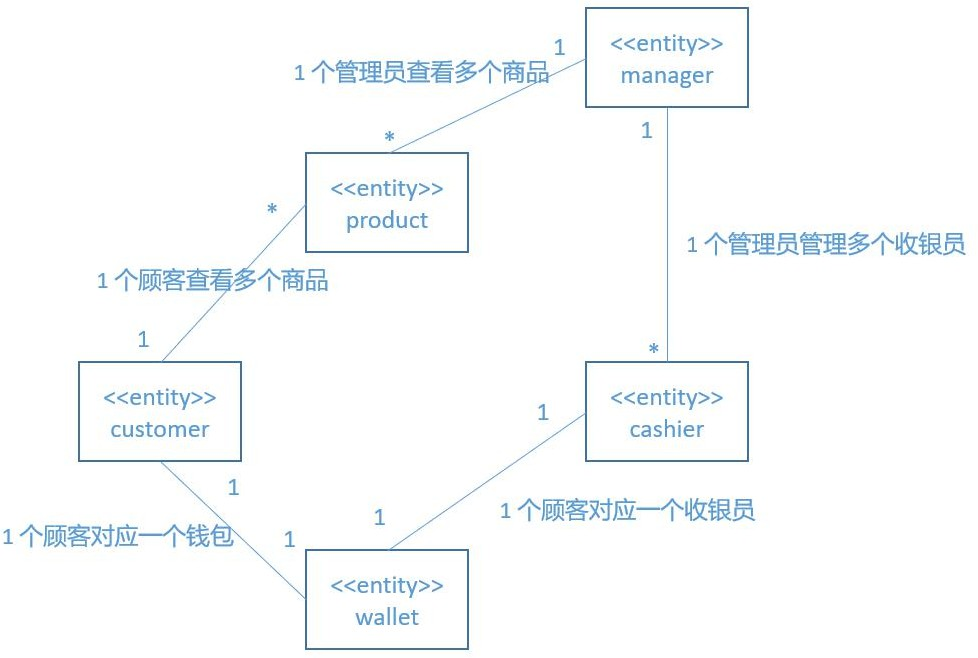 <<entity>>
manager
1
1 个管理员查看多个商品
1
*
<<entity>>
product
*
1 个管理员管理多个收银员
1 个顾客查看多个商品
1
*
<<entity>>
customer
<<entity>>
cashier
1
1
1
1 个顾客对应一个收银员
1 个顾客对应一个钱包
1
<<entity>>
wallet